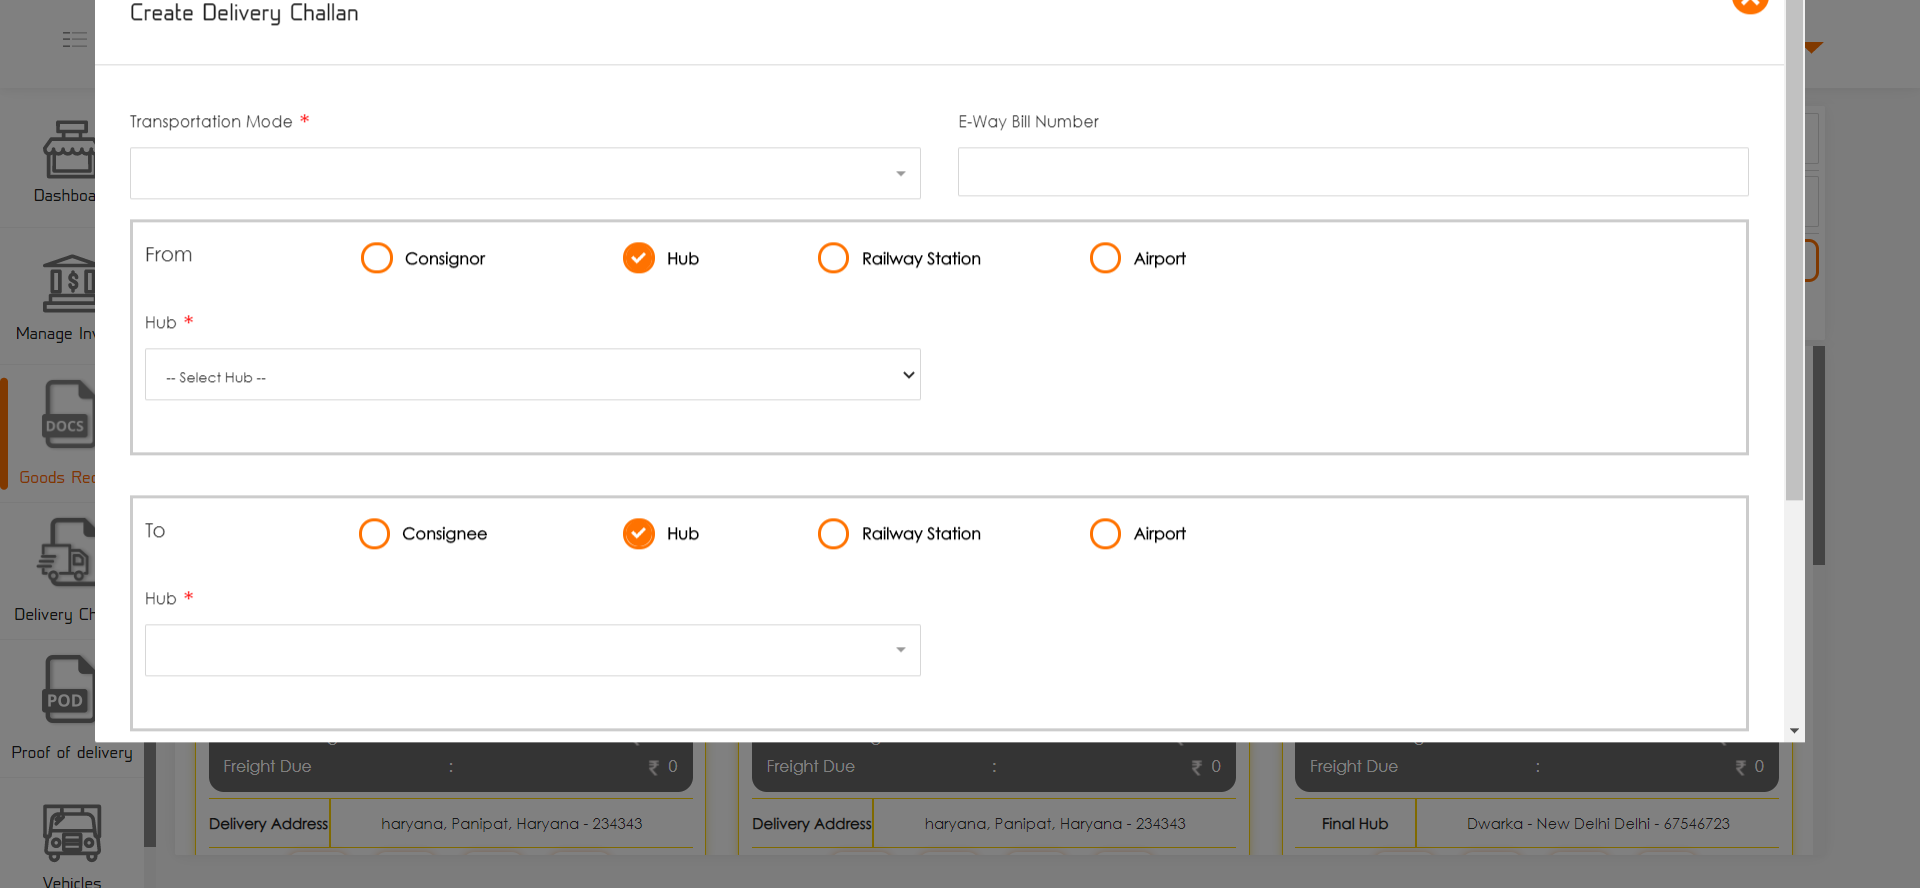 Create Delivery Challan
Transportation Mode *
E-Way Bill Number
From
Consignor
Hub
Railway Station
Airport
Hub *
-- Select Hub --
To
Consignee
Hub
Railway Station
Airport
Hub *
Dashboa
Manage Inv
DOCS
Goods Rec
Delivery Ch
POD
Proof of delivery
Vehicles
Freight Due : ₹ 0
Delivery Address haryana, Panipat, Haryana - 234343
Freight Due : ₹ 0
Delivery Address haryana, Panipat, Haryana - 234343
Freight Due : ₹ 0
Final Hub Dwarka - New Delhi Delhi - 67546723